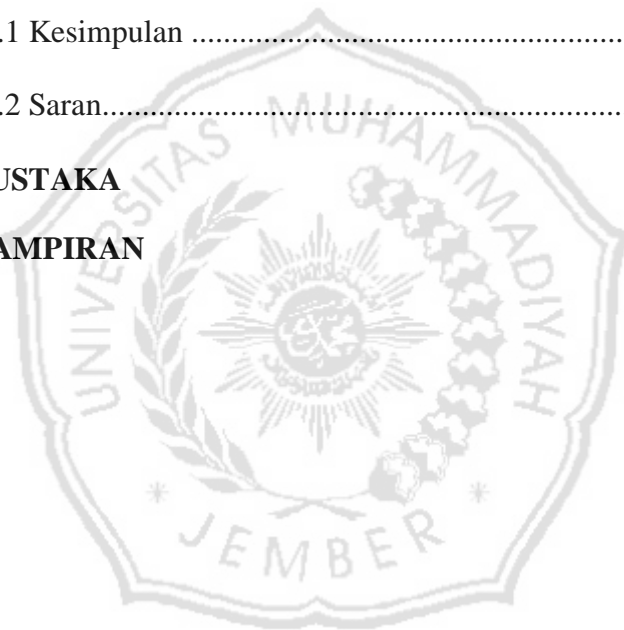 .1 Kesimpulan ......................................................
.2 Saran.................................................................
USTAKA
AMPIRAN
UNIVERSITAS MUHAMMADIYAH
* JEMBER *